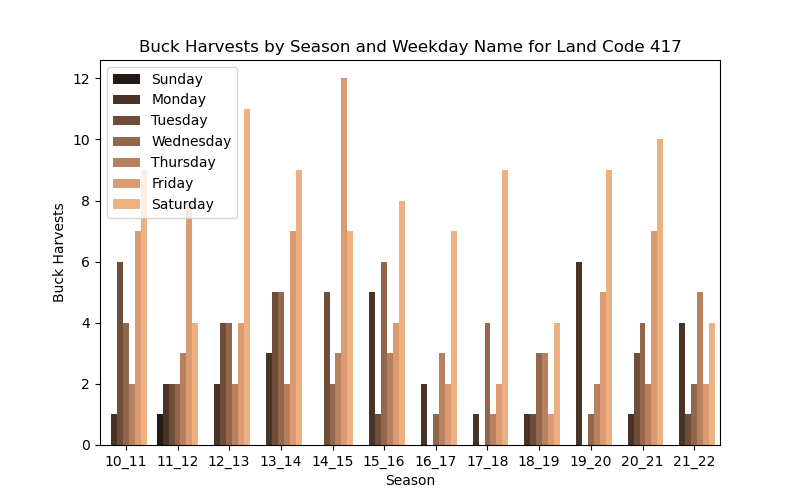 Buck Harvests by Season and Weekday Name for Land Code 417
Sunday
Monday
Tuesday
Wednesday
Thursday
Friday
Saturday
12
10
8
6
4
2
0
Buck Harvests
10_11 11_12 12_13 13_14 14_15 15_16 16_17 17_18 18_19 19_20 20_21 21_22
Season